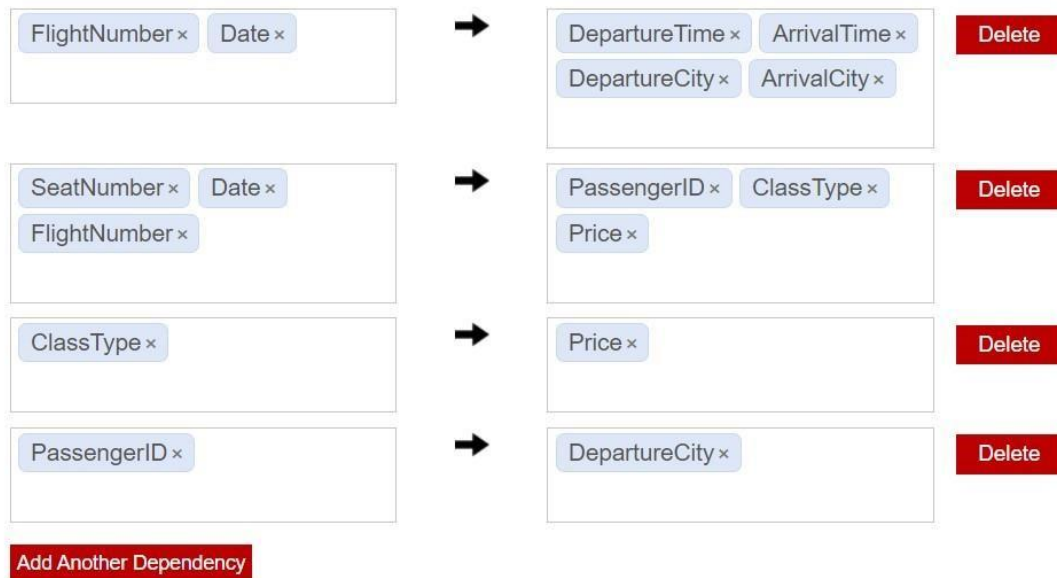 FlightNumber × Date × DepartureTime × ArrivalTime × Delete
DepartureCity × ArrivalCity ×
SeatNumber × Date × PassengerID × ClassType × Delete
FlightNumber × Price ×
ClassType × Price × Delete
PassengerID × DepartureCity × Delete
Add Another Dependency